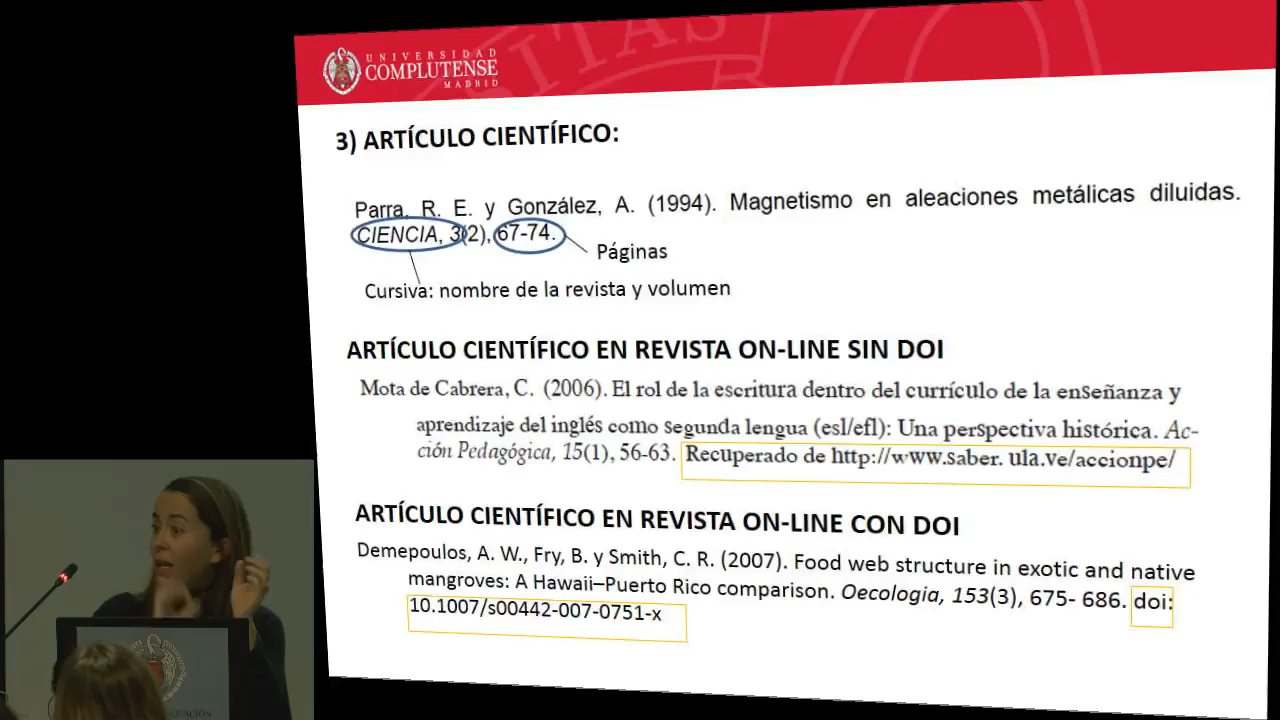 UNIVERSIDAD
COMPLUTENSE
MADRID
SITAS
3) ARTÍCULO CIENTÍFICO:
Parra, R. E. y González, A. (1994). Magnetismo en aleaciones metálicas diluidas.
CIENCIA, 3(2), 67-74.
Páginas
Cursiva: nombre de la revista y volumen
ARTÍCULO CIENTÍFICO EN REVISTA ON-LINE SIN DOI
Mota de Cabrera, C. (2006). El rol de la escritura dentro del currículo de la enseñanza y
aprendizaje del inglés como segunda lengua (esl/efl): Una perspectiva histórica. Ac-
ción Pedagógica, 15(1), 56-63. Recuperado de http://www.saber. ula.ve/accionpe/
ARTÍCULO CIENTÍFICO EN REVISTA ON-LINE CON DOI
Demepoulos, A. W., Fry, B. y Smith, C. R. (2007). Food web structure in exotic and native
mangroves: A Hawaii–Puerto Rico comparison. Oecologia, 153(3), 675- 686. doi:
10.1007/s00442-007-0751-x